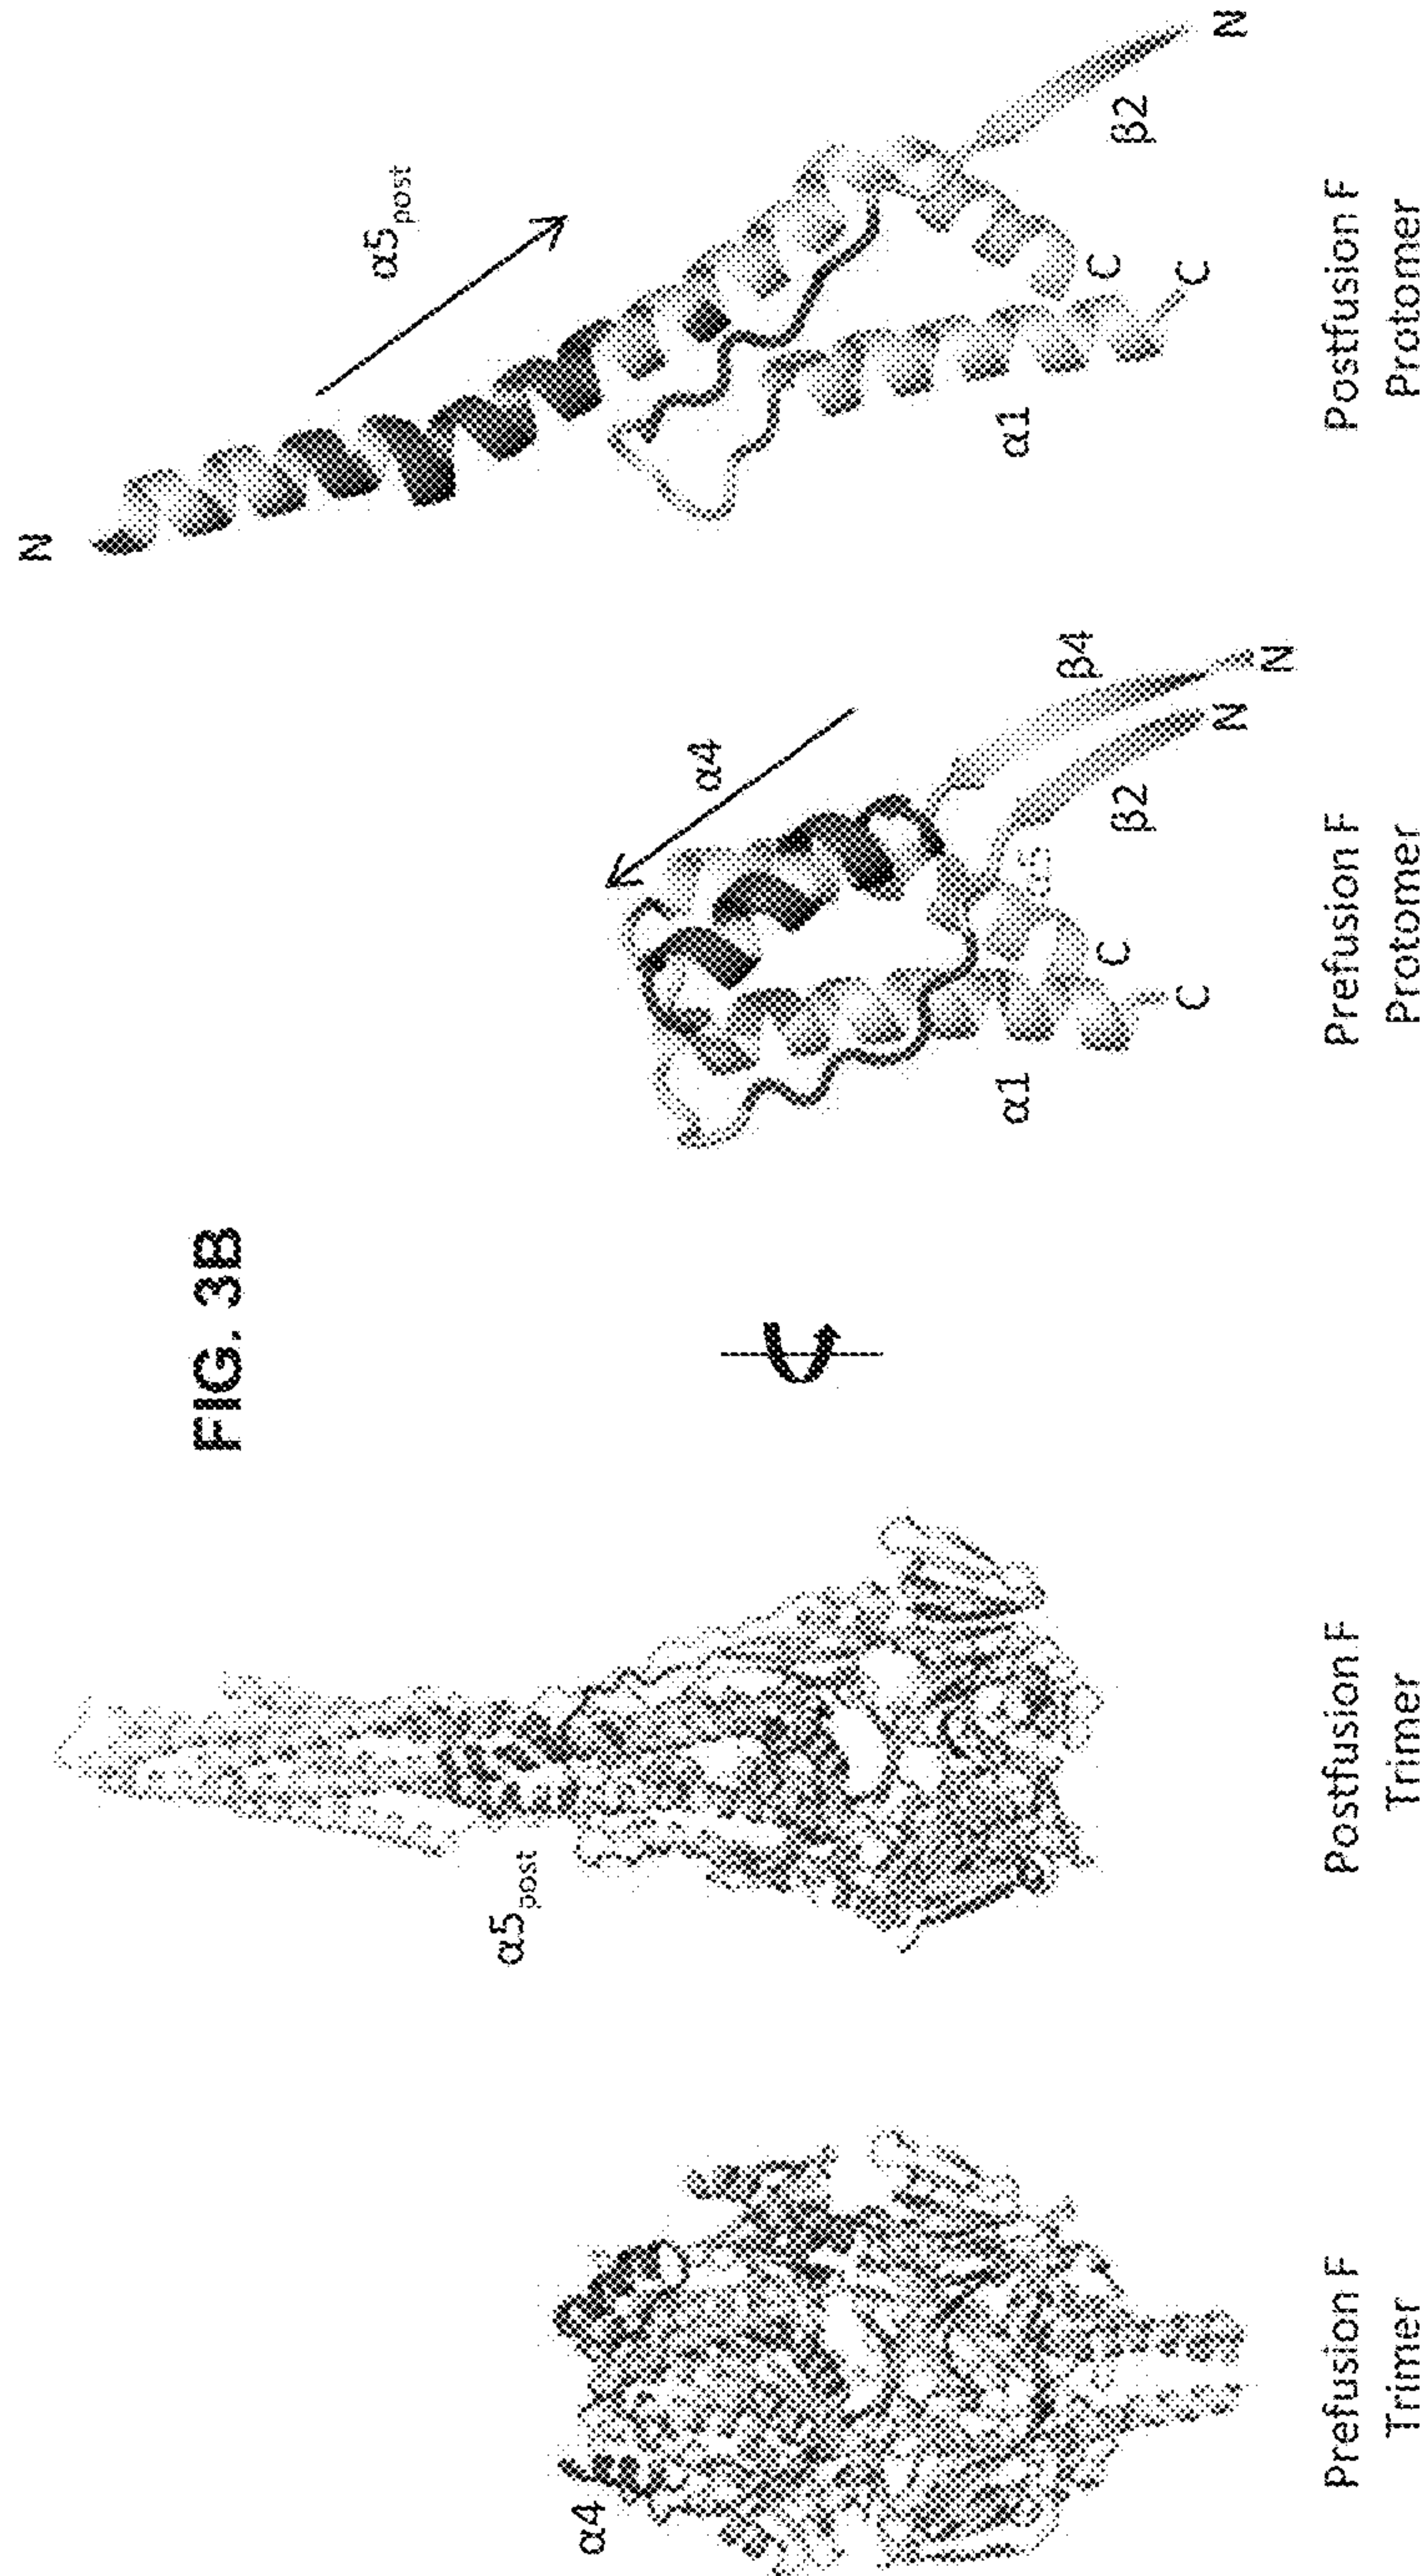 FIG. 3B
α4
Prefusion F
Trimer
α5post
Postfusion F
Trimer
α4
β4
N
N
β2
α5
C
C
α1
Prefusion F
Protomer
N
α5post
N
β2
C
C
α1
Postfusion F
Protomer